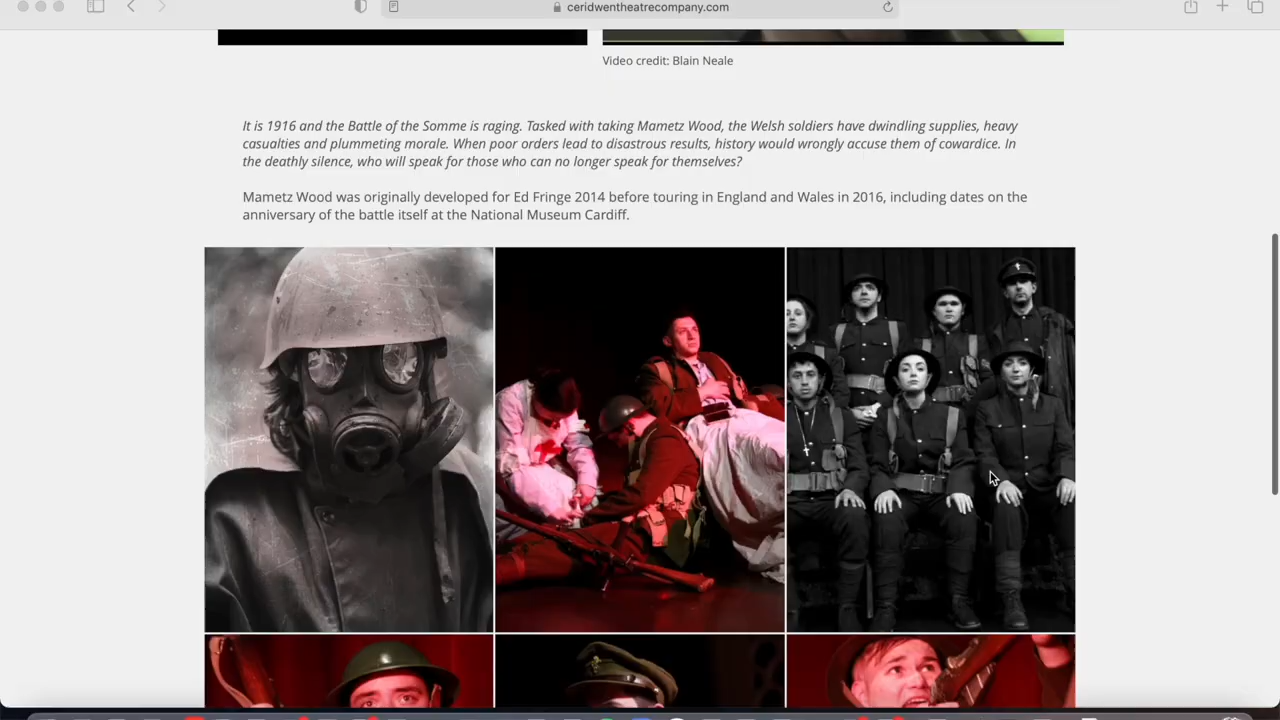 ceridwentheatrecompany.com
Video credit: Blain Neale
It is 1916 and the Battle of the Somme is raging. Tasked with taking Mametz Wood, the Welsh soldiers have dwindling supplies, heavy
casualties and plummeting morale. When poor orders lead to disastrous results, history would wrongly accuse them of cowardice. In
the deathly silence, who will speak for those who can no longer speak for themselves?
Mametz Wood was originally developed for Ed Fringe 2014 before touring in England and Wales in 2016, including dates on the
anniversary of the battle itself at the National Museum Cardiff.